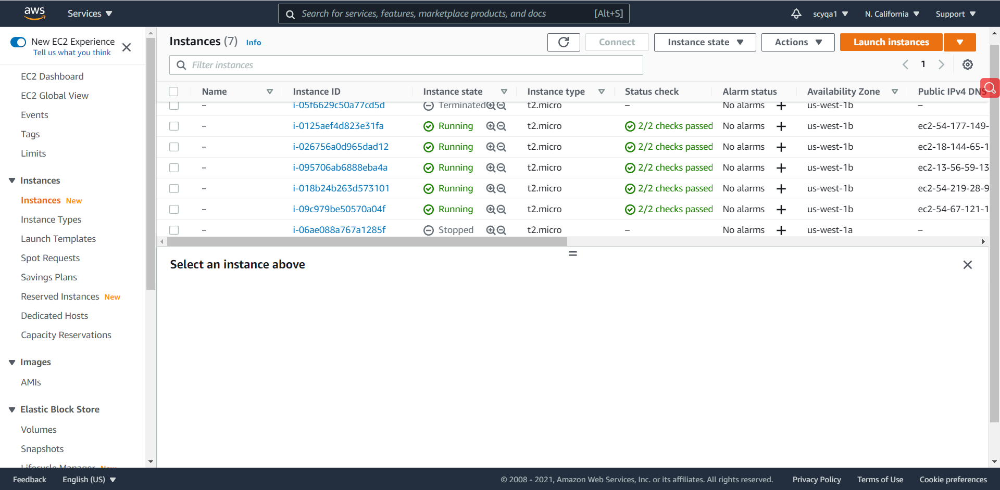 aws Services Search for services, features, marketplace products, and docs [Alt+S] scyqa1 N. California Support
New EC2 Experience
Tell us what you think
EC2 Dashboard
EC2 Global View
Events
Tags
Limits
Instances
Instances New
Instance Types
Launch Templates
Spot Requests
Savings Plans
Reserved Instances New
Dedicated Hosts
Capacity Reservations
Images
AMIs
Elastic Block Store
Volumes
Snapshots
Lifecycle Manager New
Instances (7) Info Connect Instance state Actions Launch instances
Filter instances 1
Name Instance ID Instance state Instance type Status check Alarm status Availability Zone Public IPv4 DNS
– i-05f6629c50a77cd5d Terminated t2.micro – No alarms us-west-1b –
– i-0125aef4d823e31fa Running t2.micro 2/2 checks passed No alarms us-west-1b ec2-54-177-149-
– i-026756a0d965dad12 Running t2.micro 2/2 checks passed No alarms us-west-1b ec2-18-144-65-1
– i-095706ab6888eba4a Running t2.micro 2/2 checks passed No alarms us-west-1b ec2-13-56-59-13
– i-018b24b263d573101 Running t2.micro 2/2 checks passed No alarms us-west-1b ec2-54-219-28-9
– i-09c979be50570a04f Running t2.micro 2/2 checks passed No alarms us-west-1b ec2-54-67-121-1
– i-06ae088a767a1285f Stopped t2.micro – No alarms us-west-1a –
Select an instance above
Feedback English (US) © 2008 - 2021, Amazon Web Services, Inc. or its affiliates. All rights reserved. Privacy Policy Terms of Use Cookie preferences